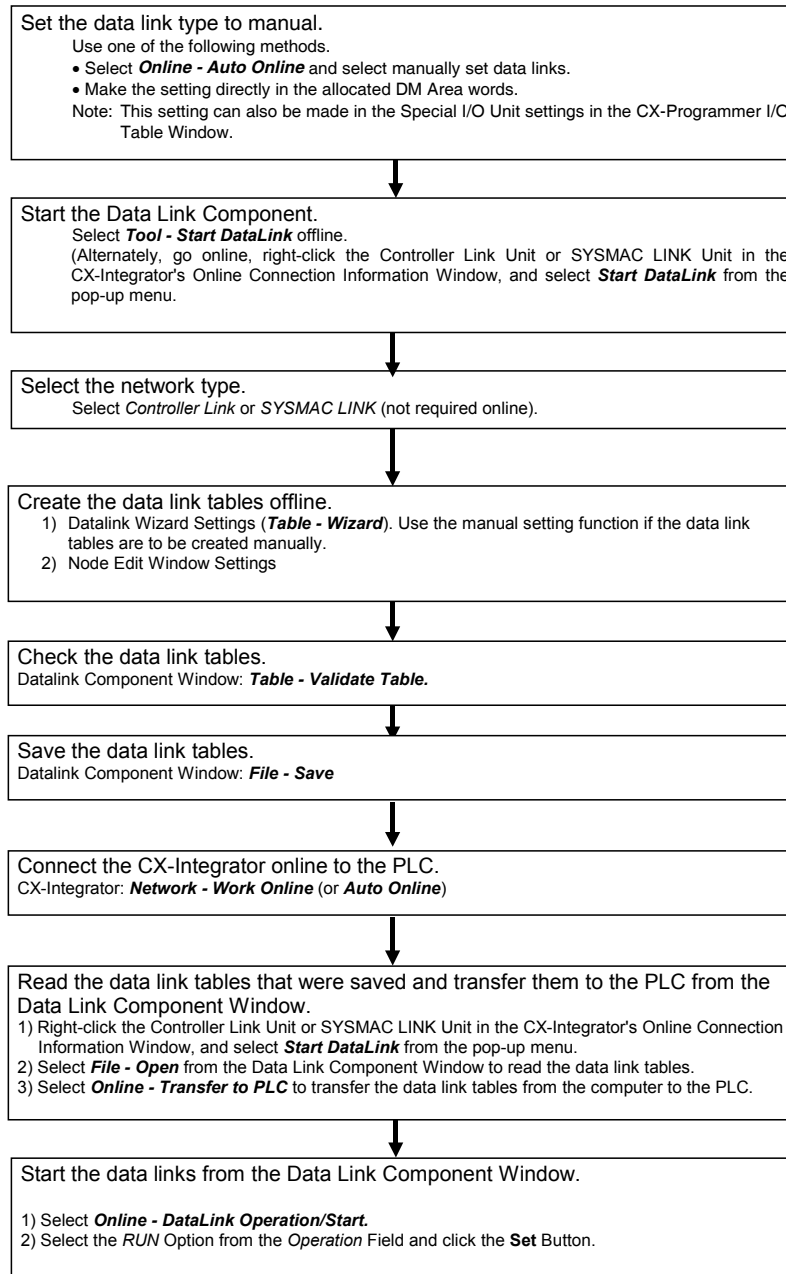 Set the data link type to manual.
Use one of the following methods.
• Select Online - Auto Online and select manually set data links.
• Make the setting directly in the allocated DM Area words.
Note: This setting can also be made in the Special I/O Unit settings in the CX-Programmer I/O
Table Window.
Start the Data Link Component.
Select Tool - Start DataLink offline.
(Alternately, go online, right-click the Controller Link Unit or SYSMAC LINK Unit in the
CX-Integrator's Online Connection Information Window, and select Start DataLink from the
pop-up menu.
Select the network type.
Select Controller Link or SYSMAC LINK (not required online).
Create the data link tables offline.
1) Datalink Wizard Settings (Table - Wizard). Use the manual setting function if the data link
tables are to be created manually.
2) Node Edit Window Settings
Check the data link tables.
Datalink Component Window: Table - Validate Table.
Save the data link tables.
Datalink Component Window: File - Save
Connect the CX-Integrator online to the PLC.
CX-Integrator: Network - Work Online (or Auto Online)
Read the data link tables that were saved and transfer them to the PLC from the
Data Link Component Window.
1) Right-click the Controller Link Unit or SYSMAC LINK Unit in the CX-Integrator's Online Connection
Information Window, and select Start DataLink from the pop-up menu.
2) Select File - Open from the Data Link Component Window to read the data link tables.
3) Select Online - Transfer to PLC to transfer the data link tables from the computer to the PLC.
Start the data links from the Data Link Component Window.
1) Select Online - DataLink Operation/Start.
2) Select the RUN Option from the Operation Field and click the Set Button.